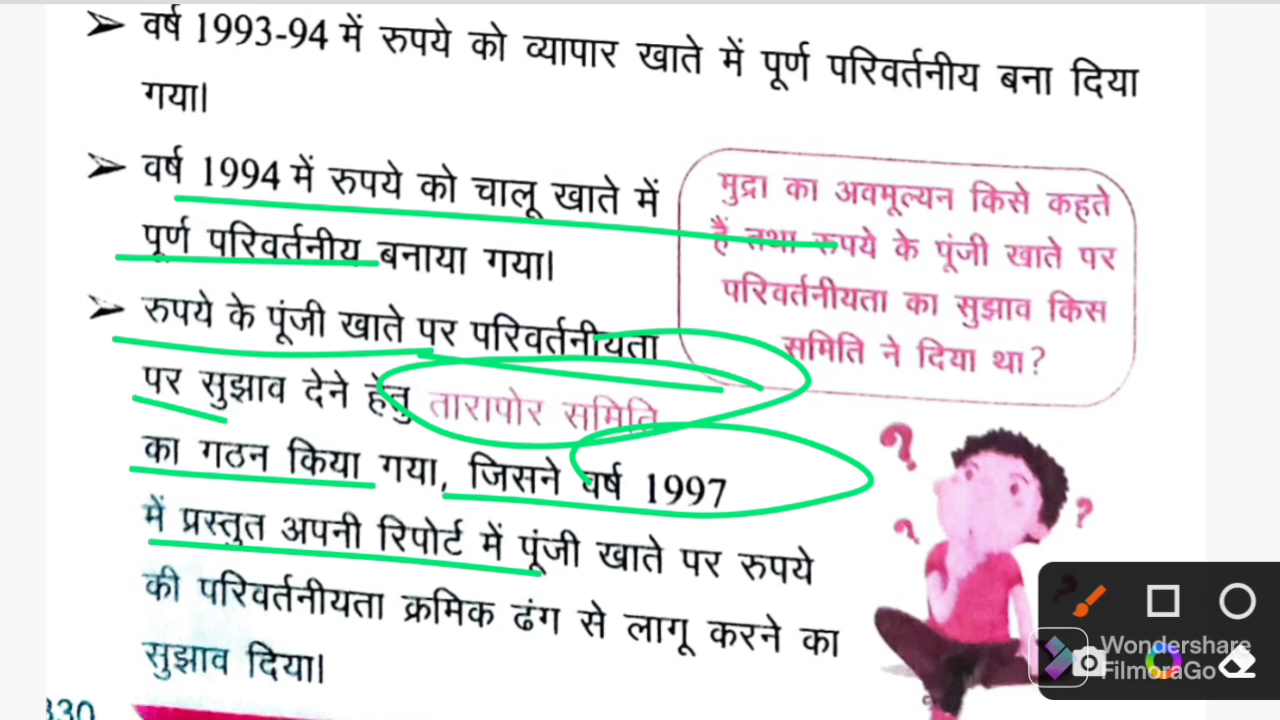 ➢ वर्ष 1993-94 में रुपये को व्यापार खाते में पूर्ण परिवर्तनीय बना दिया
गया।
➢ वर्ष 1994 में रुपये को चालू खाते में
पूर्ण परिवर्तनीय बनाया गया।
➢ रुपये के पूंजी खाते पर परिवर्तनीयता
पर सुझाव देने हेतु तारापोर समिति
का गठन किया गया, जिसने वर्ष 1997
में प्रस्तुत अपनी रिपोर्ट में पूंजी खाते पर रुपये
की परिवर्तनीयता क्रमिक ढंग से लागू करने का
सुझाव दिया।
मुद्रा का अवमूल्यन किसे कहते
हैं तथा रुपये के पूंजी खाते पर
परिवर्तनीयता का सुझाव किस
समिति ने दिया था?
? ? ? ?
330
Wondershare
FilmoraGo